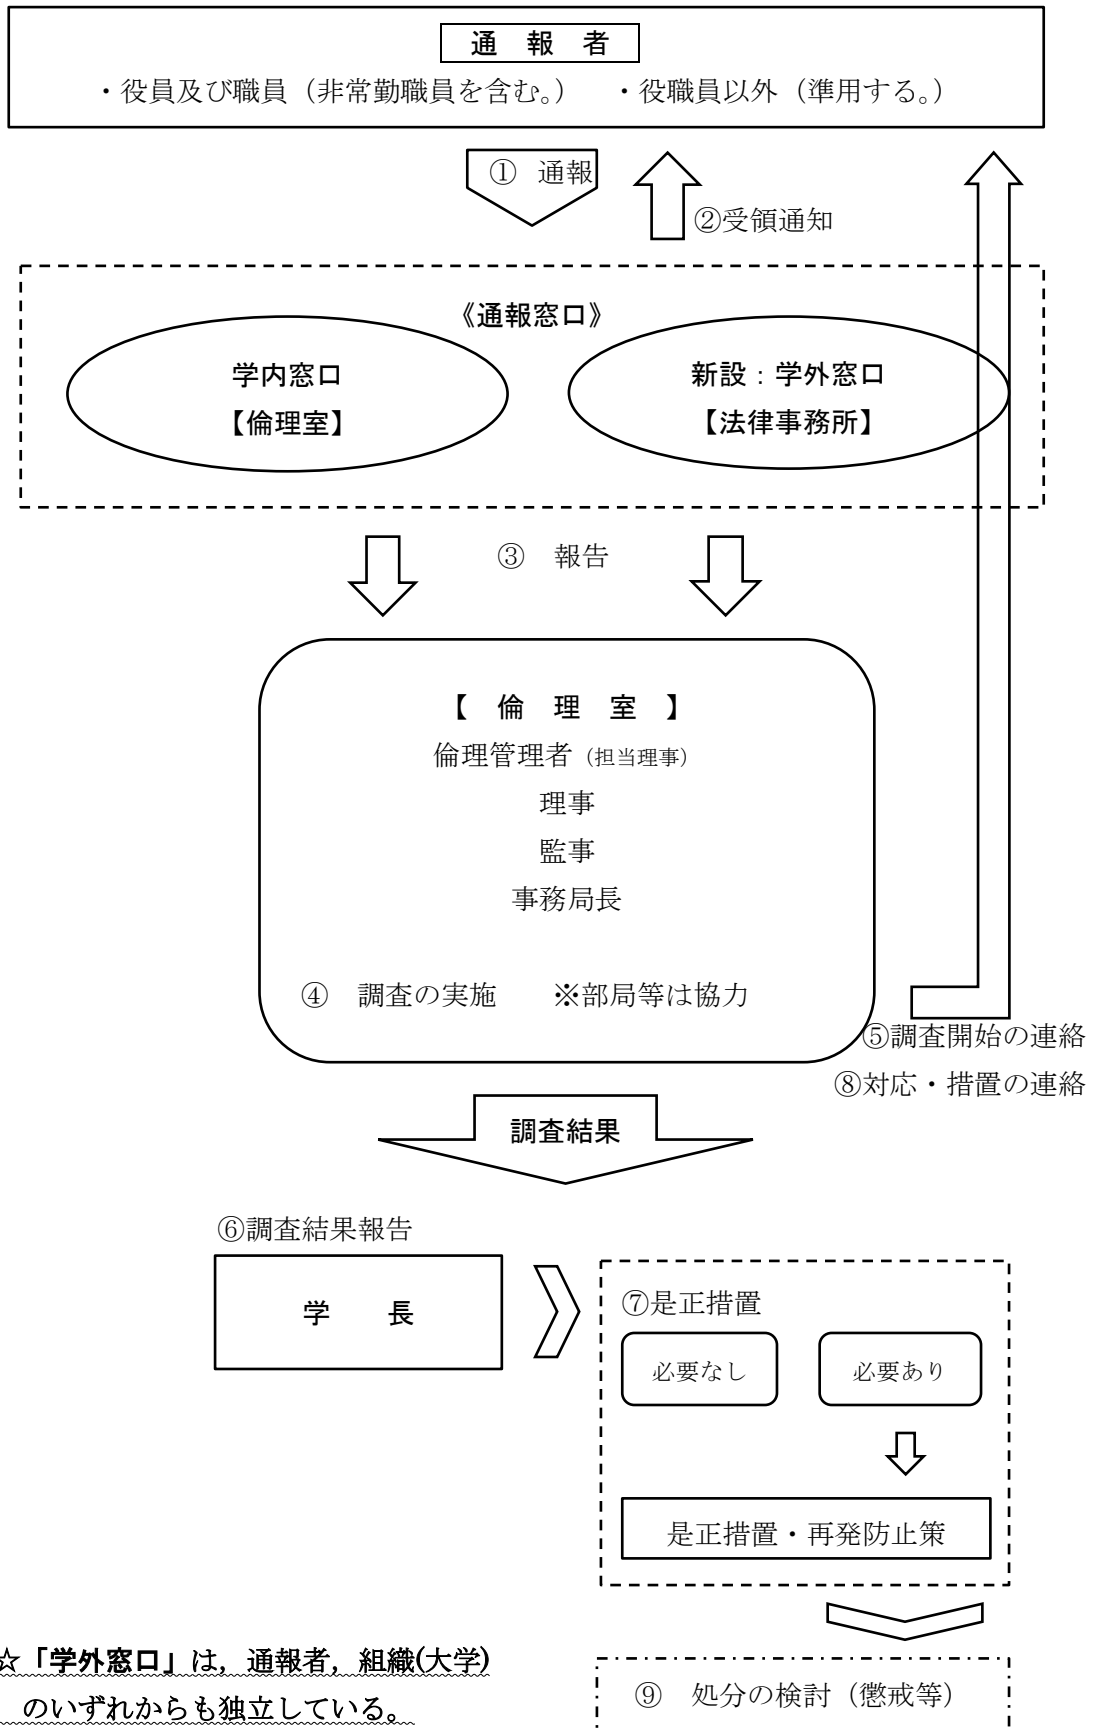 通　報　者
・役員及び職員（非常勤職員を含む。）　・役職員以外（準用する。）
①　通報
②受領通知
《通報窓口》
学内窓口
【倫理室】
新設：学外窓口
【法律事務所】
③　報告
【　倫　理　室　】
倫理管理者（担当理事）
理事
監事
事務局長
④　調査の実施　　※部局等は協力
⑤調査開始の連絡
⑧対応・措置の連絡
調査結果
⑥調査結果報告
学　　長
⑦是正措置
必要なし
必要あり
是正措置・再発防止策
☆「学外窓口」は，通報者，組織(大学)
のいずれからも独立している。
⑨　処分の検討（懲戒等）